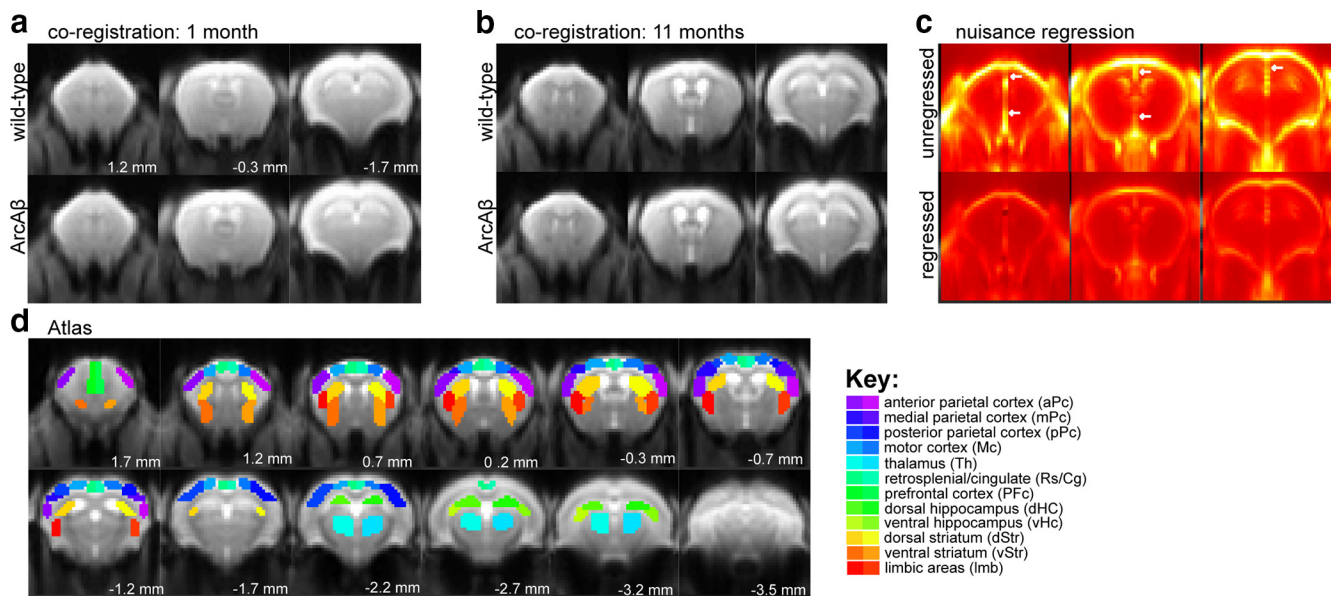 a co-registration: 1 month
wild-type
1.2 mm -0.3 mm -1.7 mm
ArcAβ
b co-registration: 11 months
wild-type
ArcAβ
c nuisance regression
unregressed
regressed
d Atlas
1.7 mm 1.2 mm 0.7 mm 0 .2 mm -0.3 mm -0.7 mm
-1.2 mm -1.7 mm -2.2 mm -2.7 mm -3.2 mm -3.5 mm
Key:
anterior parietal cortex (aPc)
medial parietal cortex (mPc)
posterior parietal cortex (pPc)
motor cortex (Mc)
thalamus (Th)
retrosplenial/cingulate (Rs/Cg)
prefrontal cortex (PFc)
dorsal hippocampus (dHC)
ventral hippocampus (vHc)
dorsal striatum (dStr)
ventral striatum (vStr)
limbic areas (lmb)